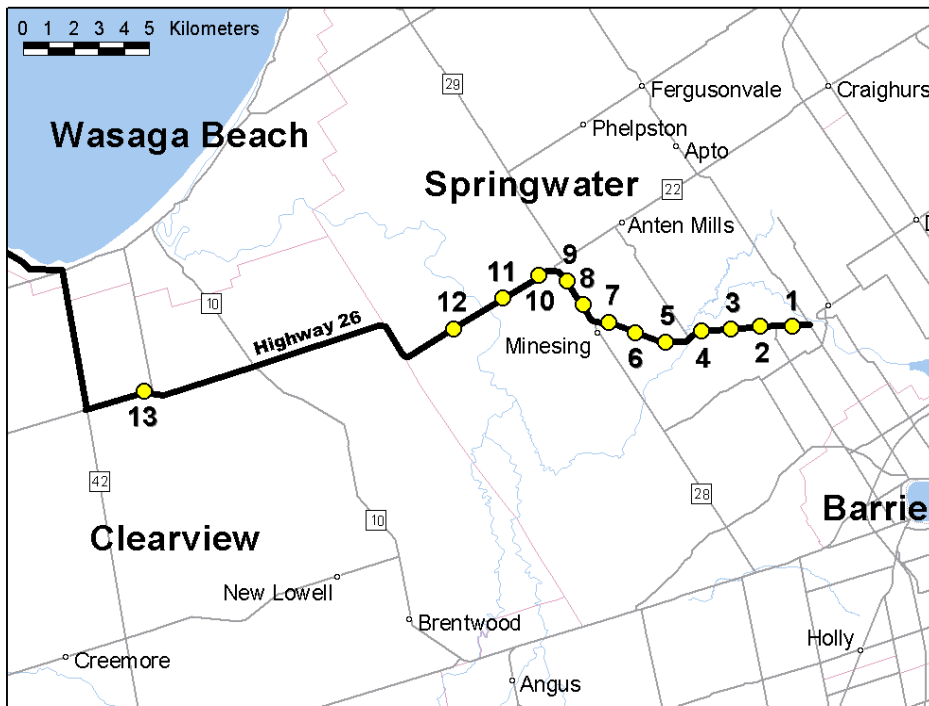 0 1 2 3 4 5 Kilometers
29
Fergusonvale
Craighurs
Wasaga Beach
Phelpston
Apto
Springwater
22
Anten Mills
D
9
8
11
10
7
12
5
3
1
10
Highway 26
Minesing
6
4
2
13
42
28
Barrie
10
Clearview
New Lowell
Brentwood
Holly
Creemore
Angus